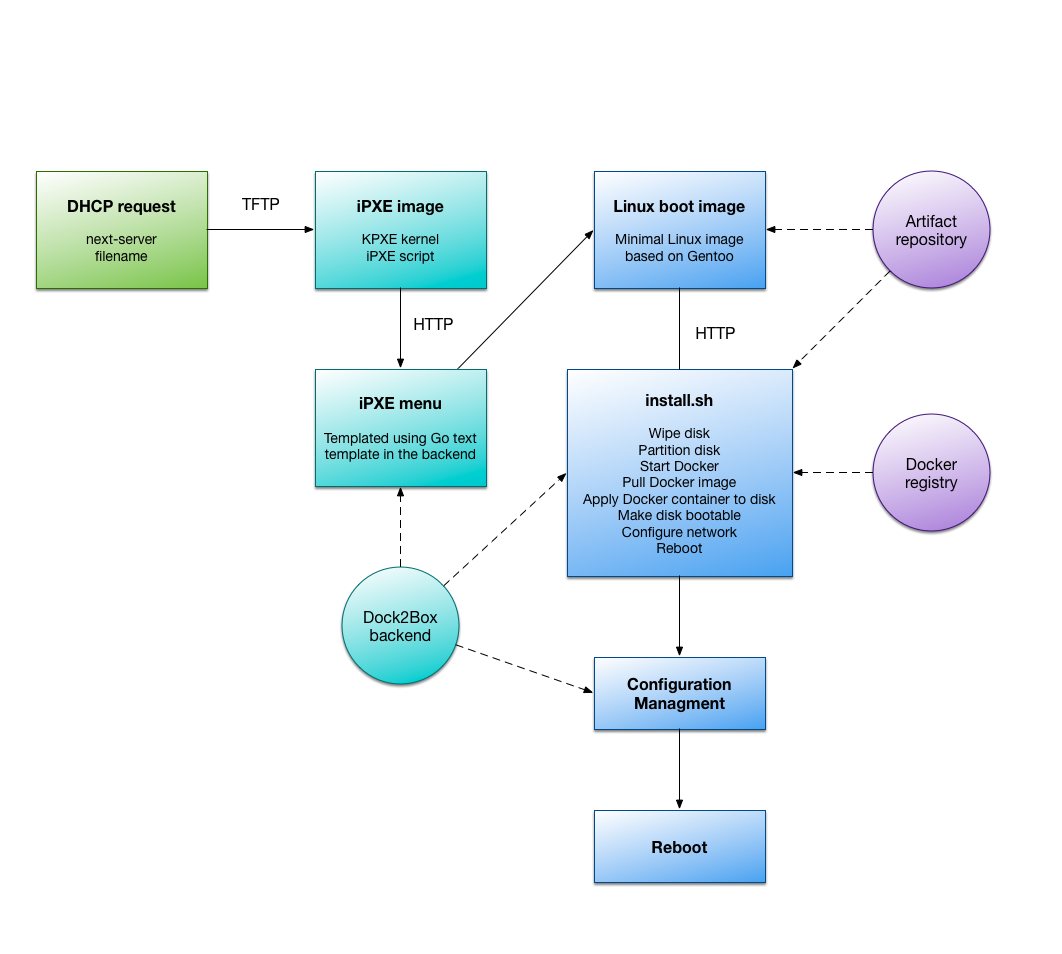 DHCP request
next-server
filename
TFTP
iPXE image
KPXE kernel
iPXE script
Linux boot image
Minimal Linux image
based on Gentoo
Artifact
repository
HTTP
HTTP
iPXE menu
Templated using Go text
template in the backend
install.sh
Wipe disk
Partition disk
Start Docker
Pull Docker image
Apply Docker container to disk
Make disk bootable
Configure network
Reboot
Docker
registry
Dock2Box
backend
Configuration
Managment
Reboot